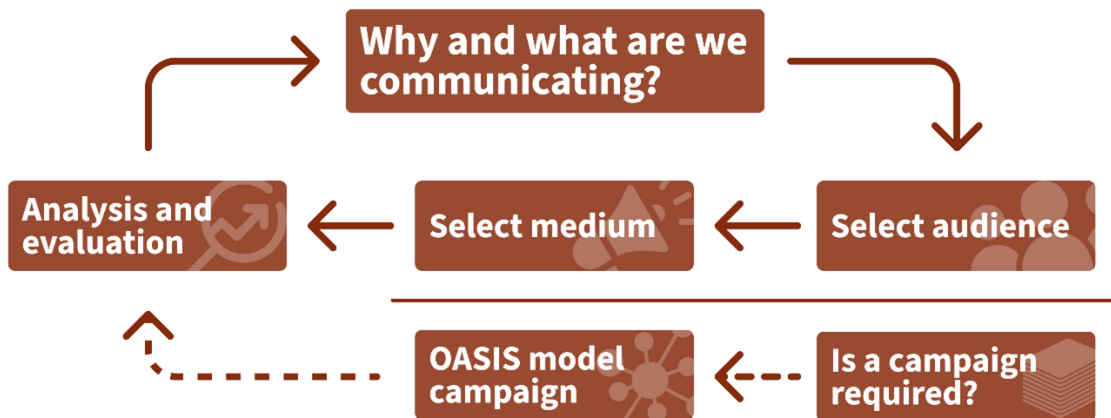 Why and what are we
communicating?
Analysis and
evaluation
Select medium
Select audience
OASIS model
campaign
Is a campaign
required?